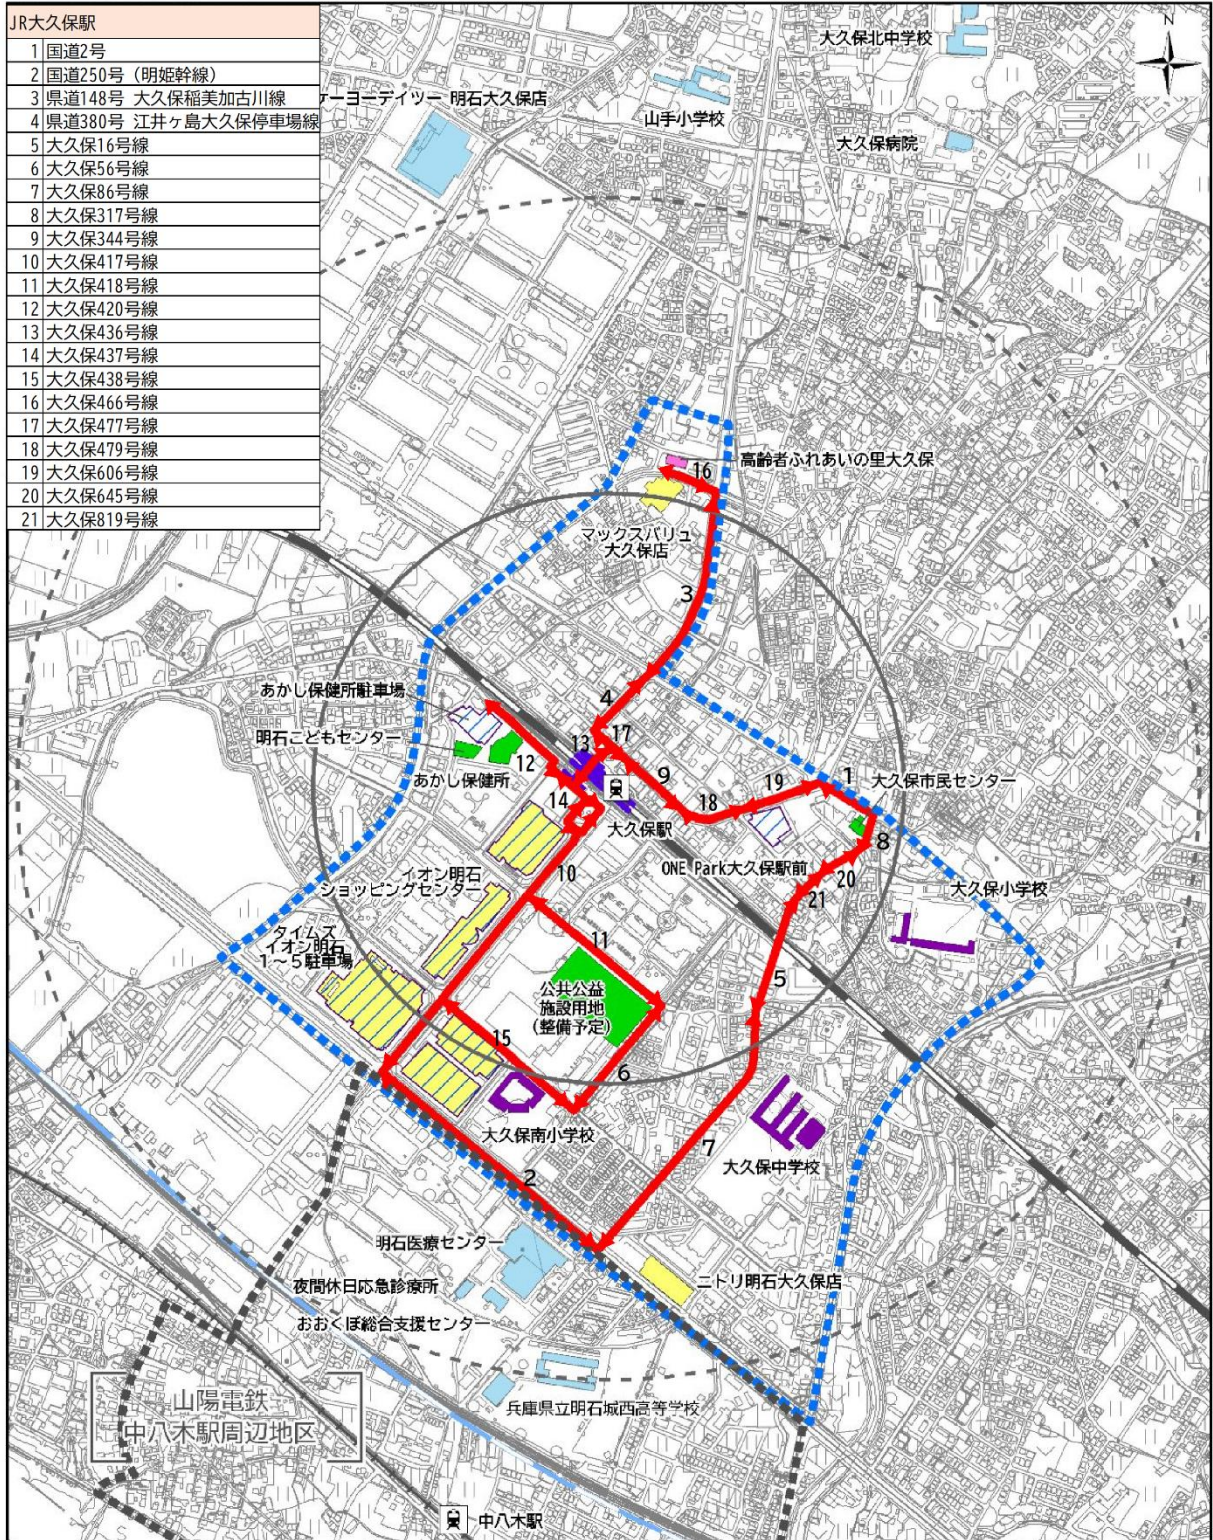 JR大久保駅
1 国道2号
2 国道250号（明姫幹線）
3 県道148号 大久保稲美加古川線
4 県道380号 江井ヶ島大久保停車場線
5 大久保16号線
6 大久保56号線
7 大久保86号線
8 大久保317号線
9 大久保344号線
10 大久保417号線
11 大久保418号線
12 大久保420号線
13 大久保436号線
14 大久保437号線
15 大久保438号線
16 大久保466号線
17 大久保477号線
18 大久保479号線
19 大久保606号線
20 大久保645号線
21 大久保819号線
N
大久保北中学校
ケーヨーデイツー 明石大久保店
山手小学校
大久保病院
高齢者ふれあいの里大久保
16
マックスバリュ
大久保店
3
あかし保健所駐車場
4
明石こどもセンター
17
13
あかし保健所
12
9
19
1
大久保市民センター
14
18
大久保駅
8
ONE Park大久保駅前
20
10
イオン明石
ショッピングセンター
21
大久保小学校
タイムズ
イオン明石
1～5駐車場
11
5
公共公益
施設用地
（整備予定）
15
6
大久保南小学校
7
大久保中学校
2
明石医療センター
ニトリ明石大久保店
夜間休日応急診療所
おおくぼ総合支援センター
兵庫県立明石城西高等学校
山陽電鉄
中八木駅周辺地区
中八木駅